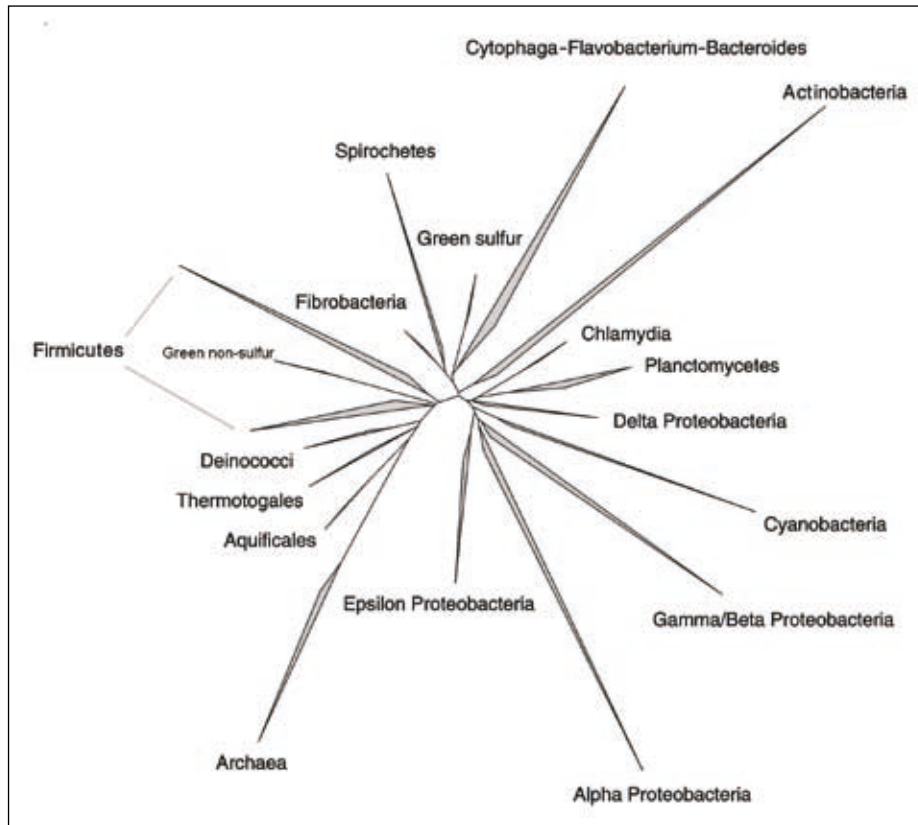 Cytophaga-Flavobacterium-Bacteroides
Actinobacteria
Spirochetes
Green sulfur
Fibrobacteria
Chlamydia
Firmicutes
Green non-sulfur
Planctomycetes
Delta Proteobacteria
Deinococci
Thermotogales
Cyanobacteria
Aquificales
Epsilon Proteobacteria
Gamma/Beta Proteobacteria
Archaea
Alpha Proteobacteria